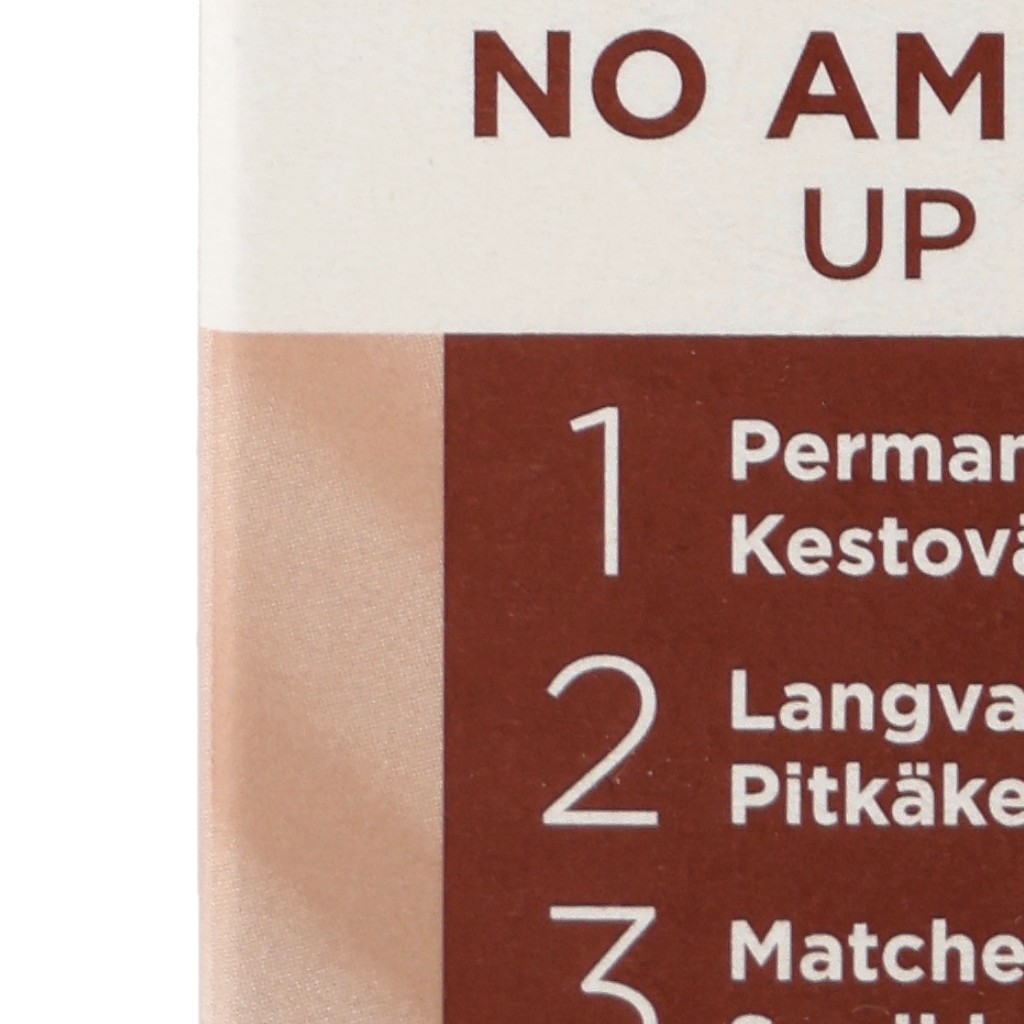 NO AM
UP
1 Perman
Kestovä
2 Langva
Pitkäke
3 Matche